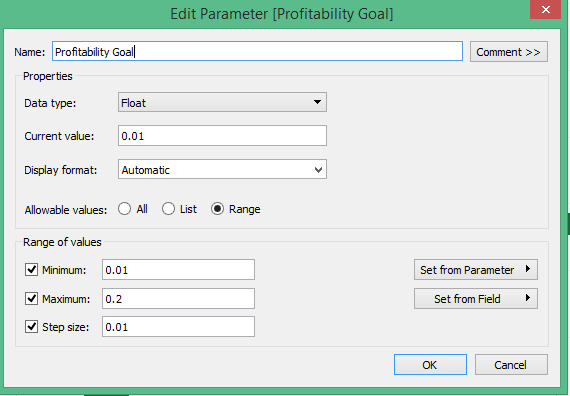 Edit Parameter [Profitability Goal]
Name: Profitability Goal Comment >>
Properties
Data type: Float
Current value: 0.01
Display format: Automatic
Allowable values: All List Range
Range of values
Minimum: 0.01 Set from Parameter
Maximum: 0.2 Set from Field
Step size: 0.01
OK Cancel